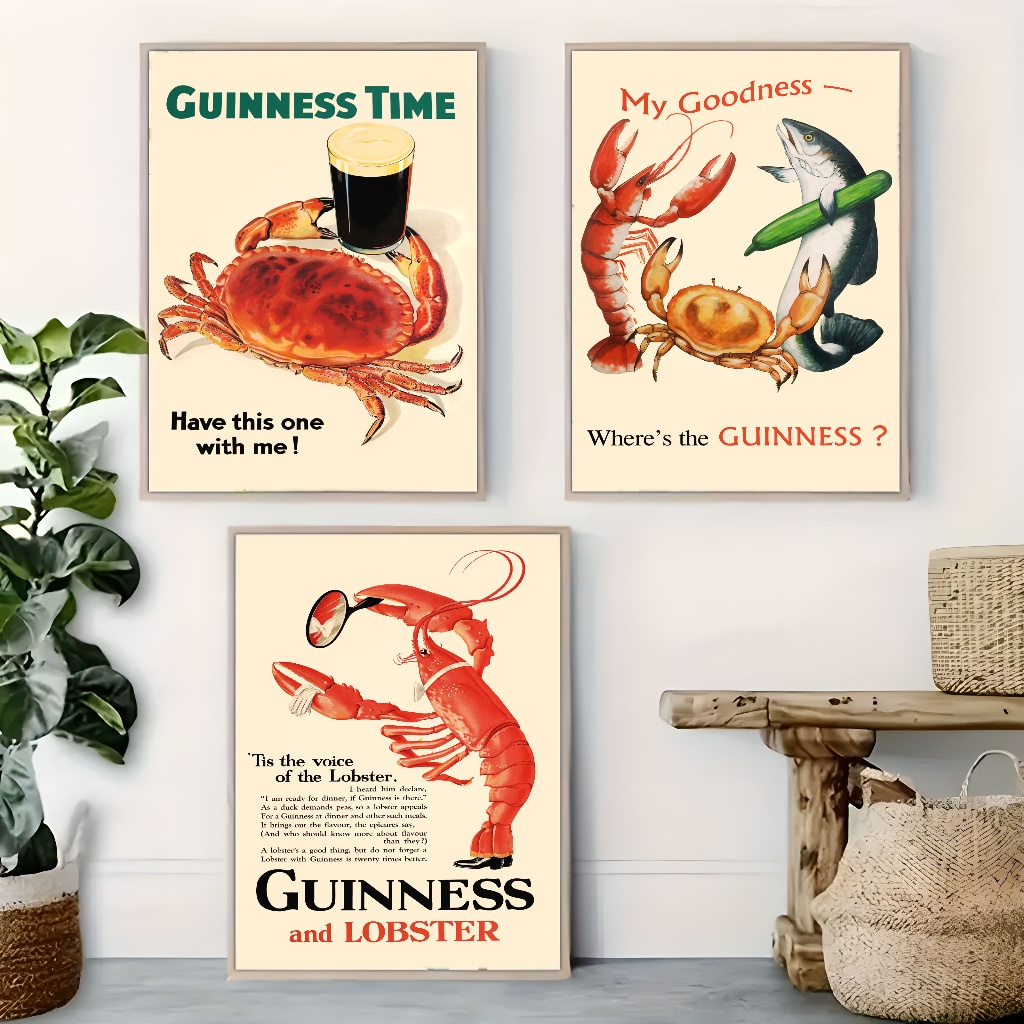 GUINNESS TIME
Have this one
with me!
My Goodness —
Where's the GUINNESS ?
'Tis the voice
of the Lobster.
I heard him declare,
"I am ready for dinner, if Guinness is there."
As a duck demands peas, so a lobster appeals
For a Guinness at dinner and other such meals.
It brings out the flavour, the epicures say,
(And who should know more about flavour
than they?)
A lobster's a good thing, but do not forget a
Lobster with Guinness is twenty times better.
GUINNESS
and LOBSTER